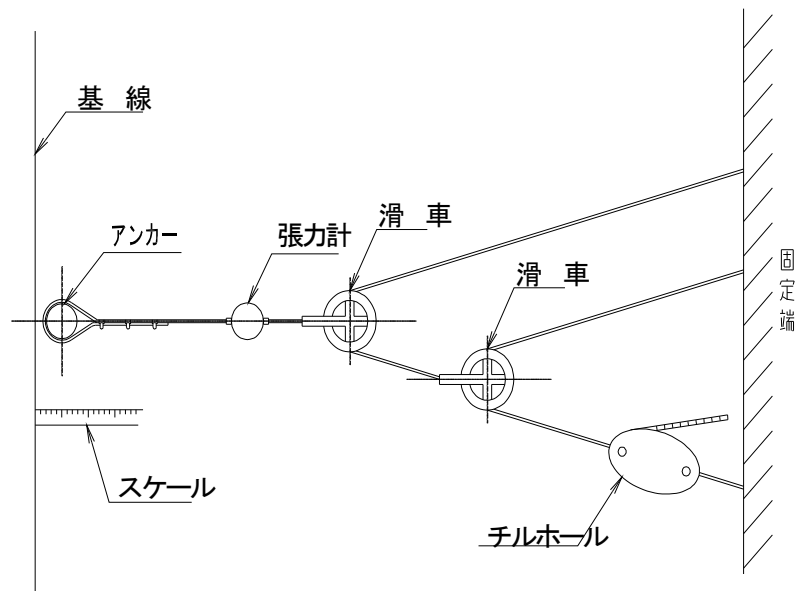 基 線
アンカー
張力計
滑 車
滑 車
固定端
スケール
チルホール